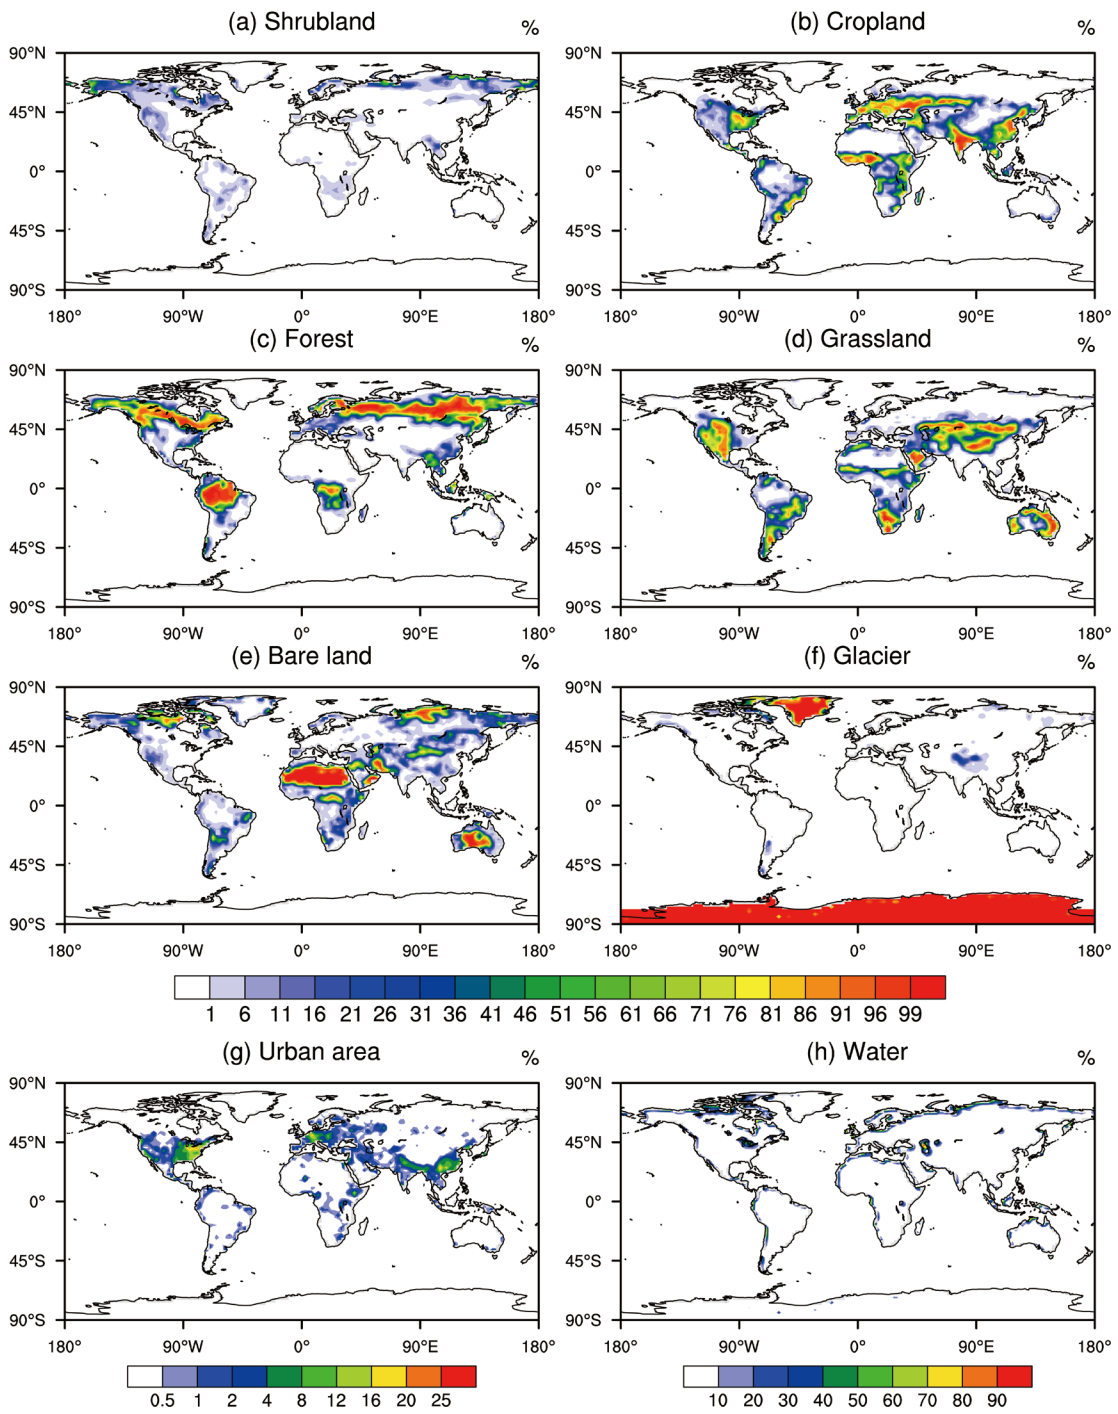 (a) Shrubland %
(b) Cropland %
90°N
45°N
0°
45°S
90°S
180° 90°W 0° 90°E 180°
90°N
45°N
0°
45°S
90°S
180° 90°W 0° 90°E 180°
(c) Forest %
(d) Grassland %
90°N
45°N
0°
45°S
90°S
180° 90°W 0° 90°E 180°
90°N
45°N
0°
45°S
90°S
180° 90°W 0° 90°E 180°
(e) Bare land %
(f) Glacier %
90°N
45°N
0°
45°S
90°S
180° 90°W 0° 90°E 180°
90°N
45°N
0°
45°S
90°S
180° 90°W 0° 90°E 180°
1 6 11 16 21 26 31 36 41 46 51 56 61 66 71 76 81 86 91 96 99
(g) Urban area %
(h) Water %
90°N
45°N
0°
45°S
90°S
180° 90°W 0° 90°E 180°
90°N
45°N
0°
45°S
90°S
180° 90°W 0° 90°E 180°
0.5 1 2 4 8 12 16 20 25
10 20 30 40 50 60 70 80 90